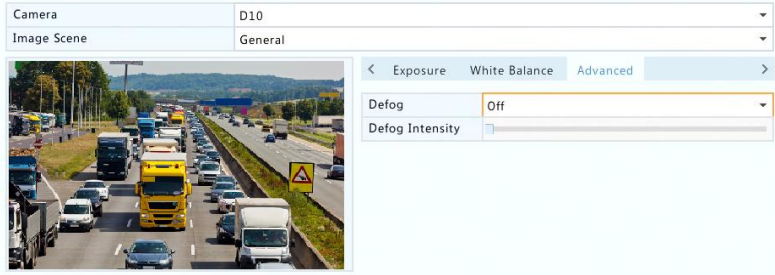 Camera D10
Image Scene General
< Exposure White Balance Advanced >
Defog Off
Defog Intensity